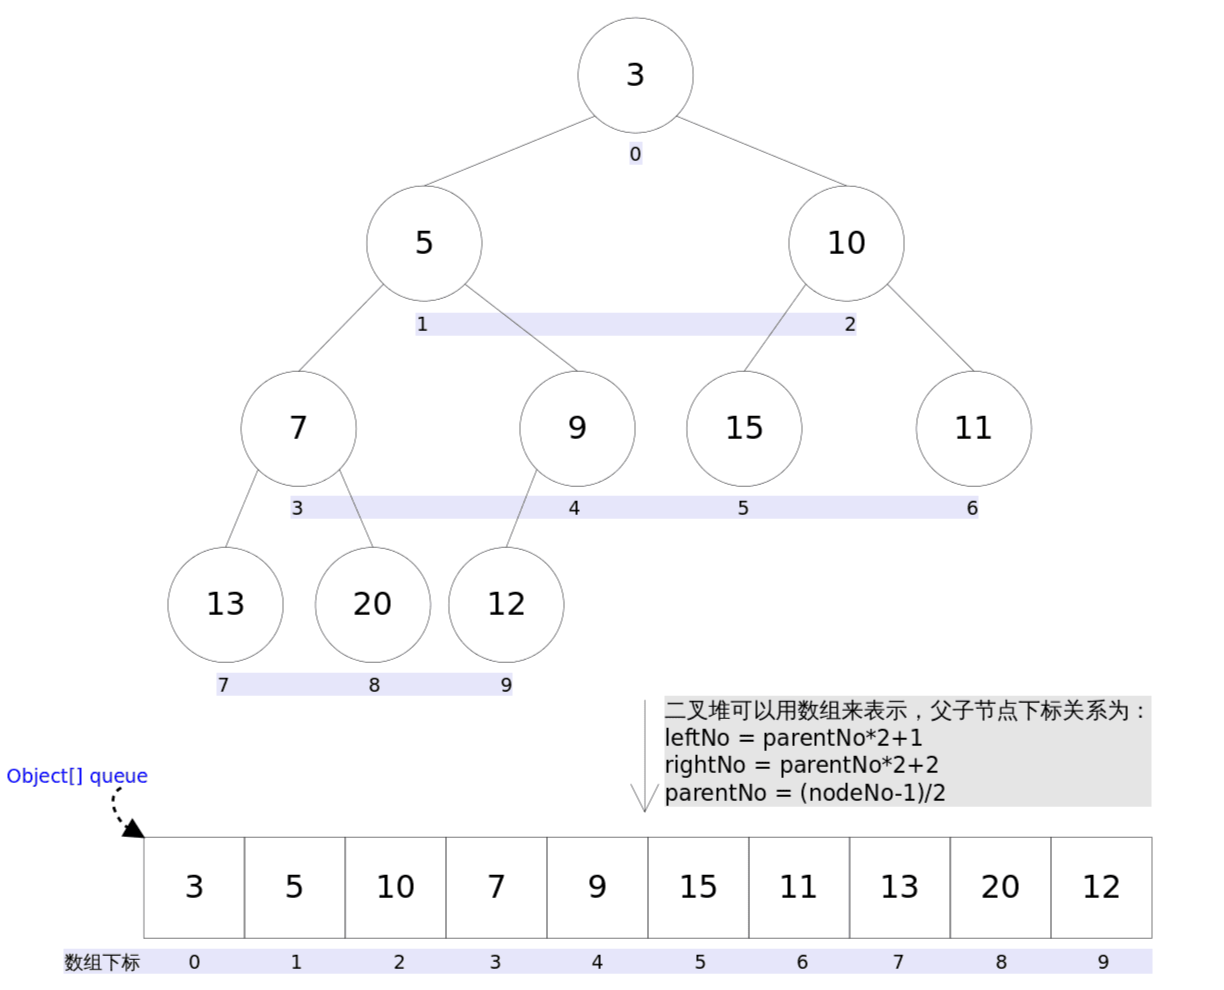 3
0
5 10
1 2
7 9 15 11
3 4 5 6
13 20 12
7 8 9
二叉堆可以用数组来表示，父子节点下标关系为：
leftNo = parentNo*2+1
rightNo = parentNo*2+2
parentNo = (nodeNo-1)/2
Object[] queue
3 5 10 7 9 15 11 13 20 12
数组下标 0 1 2 3 4 5 6 7 8 9